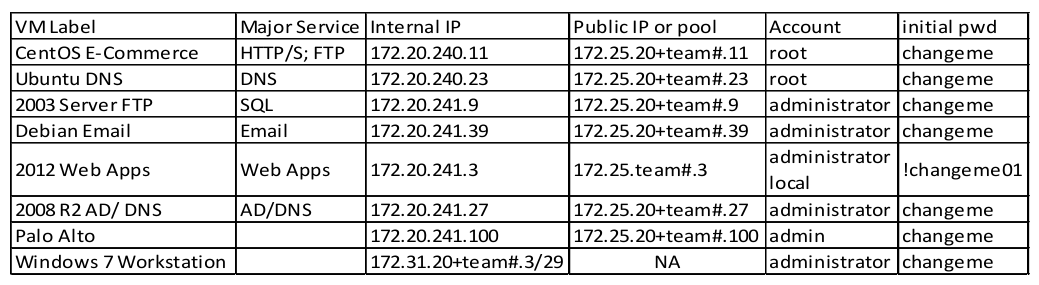 VM Label Major Service Internal IP Public IP or pool Account initial pwd
CentOS E-Commerce HTTP/S; FTP 172.20.240.11 172.25.20+team#.11 root changeme
Ubuntu DNS DNS 172.20.240.23 172.25.20+team#.23 root changeme
2003 Server FTP SQL 172.20.241.9 172.25.20+team#.9 administrator changeme
Debian Email Email 172.20.241.39 172.25.20+team#.39 administrator changeme
2012 Web Apps Web Apps 172.20.241.3 172.25.team#.3 administrator local !changeme01
2008 R2 AD/ DNS AD/DNS 172.20.241.27 172.25.20+team#.27 administrator changeme
Palo Alto 172.20.241.100 172.25.20+team#.100 admin changeme
Windows 7 Workstation 172.31.20+team#.3/29 NA administrator changeme